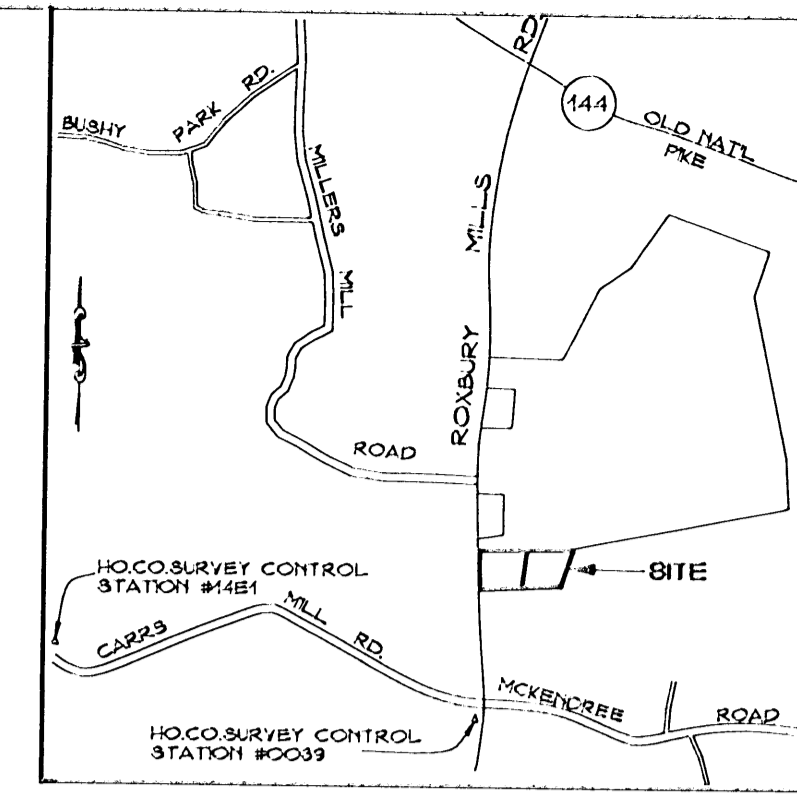 RD.
144
OLD NAT'L
PIKE
BUSHY PARK RD.
MILLERS MILL
ROXBURY MILLS
ROAD
SITE
HO.CO.SURVEY CONTROL
STATION #14E1
CARRS MILL RD.
MCKENDREE ROAD
HO.CO.SURVEY CONTROL
STATION #0039